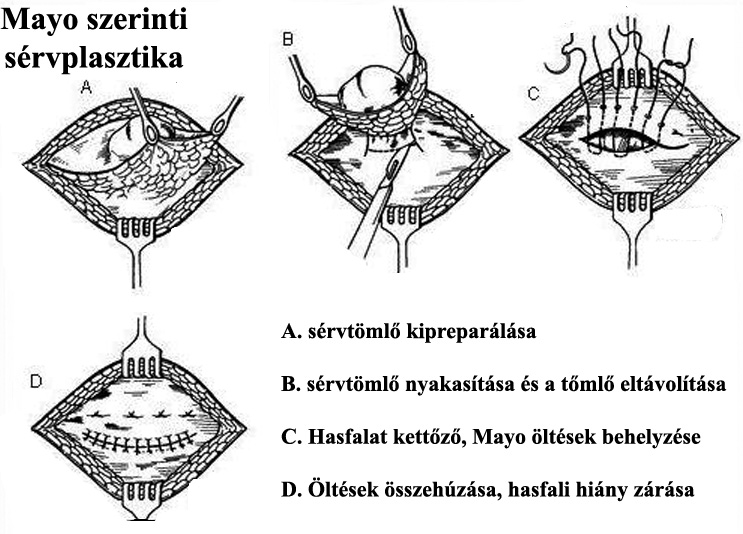 Mayo szerinti
sérvplasztika
A
B
C
D
A. sérvtömlő kipreparálása
B. sérvtömlő nyakasítása és a tőmlő eltávolítása
C. Hasfalat kettőző, Mayo öltések behelyzése
D. Öltések összehúzása, hasfali hiány zárása